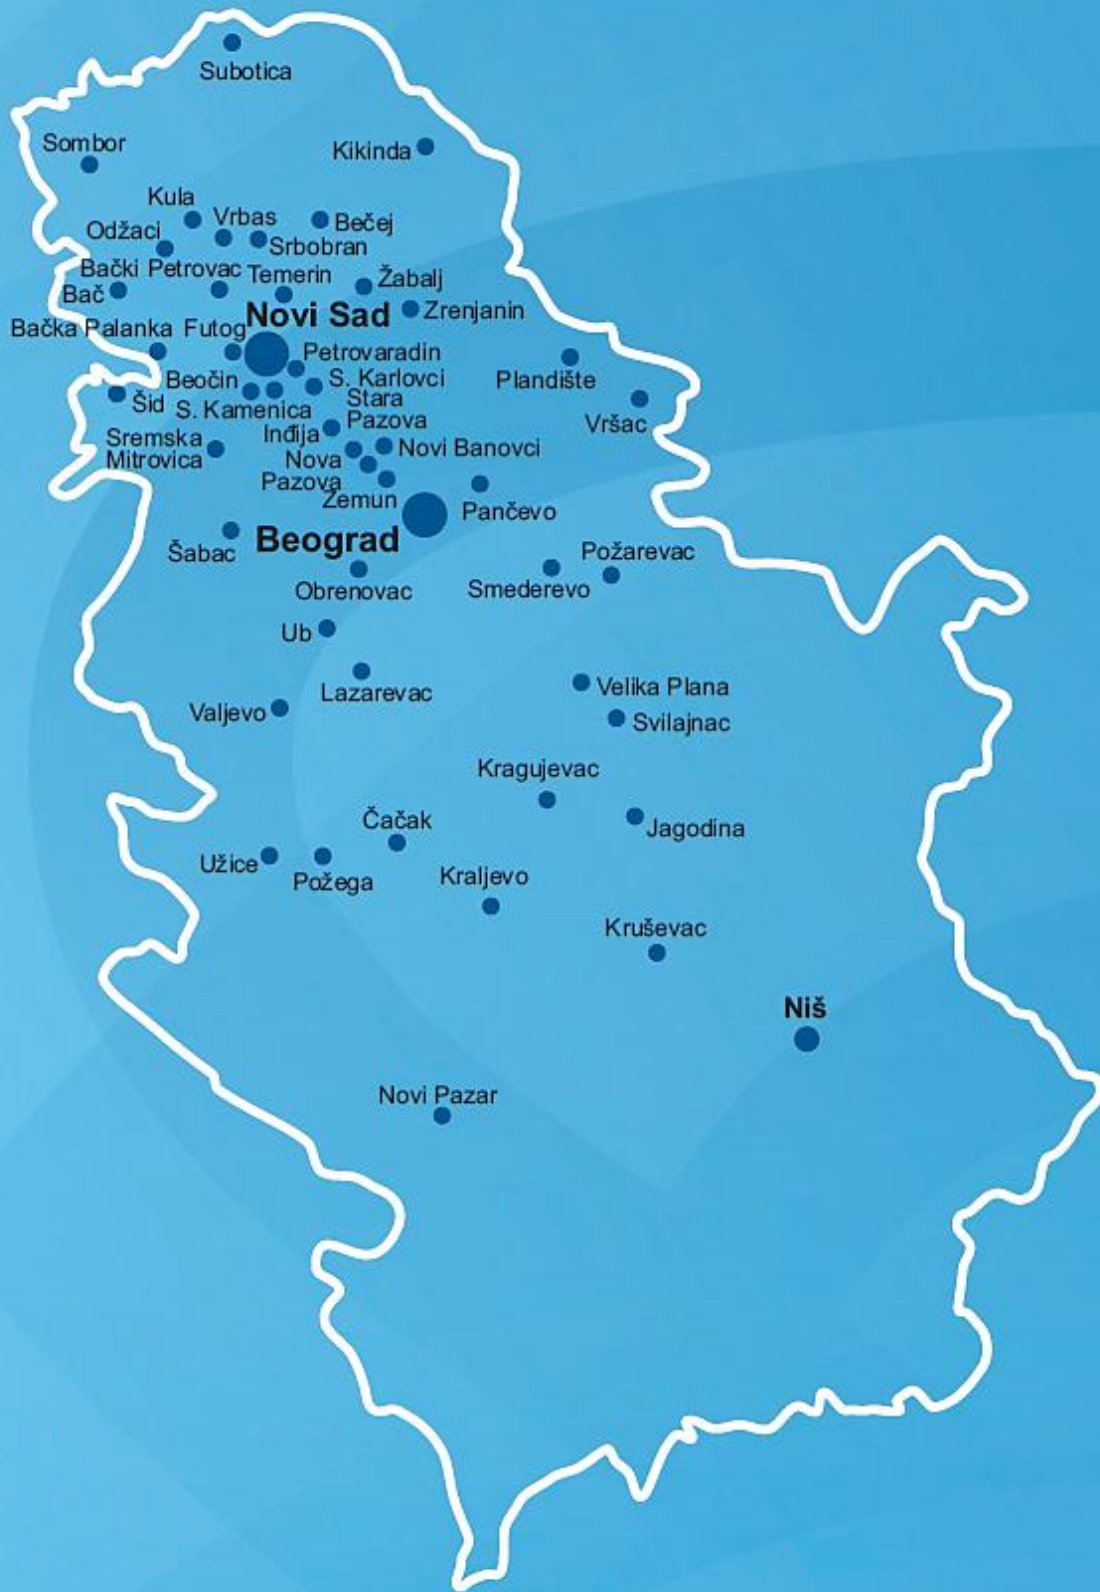 Subotica
Sombor
Kikinda
Kula
Vrbas
Bečej
Odžaci
Srbobran
Bački Petrovac
Temerin
Žabalj
Bač
Novi Sad
Zrenjanin
Bačka Palanka
Futog
Petrovaradin
Beočin
S. Karlovci
Plandište
Šid
S. Kamenica
Stara
Pazova
Vršac
Inđija
Sremska
Mitrovica
Novi Banovci
Nova
Pazova
Zemun
Pančevo
Beograd
Šabac
Požarevac
Obrenovac
Smederevo
Ub
Lazarevac
Velika Plana
Valjevo
Svilajnac
Kragujevac
Čačak
Jagodina
Užice
Požega
Kraljevo
Kruševac
Niš
Novi Pazar